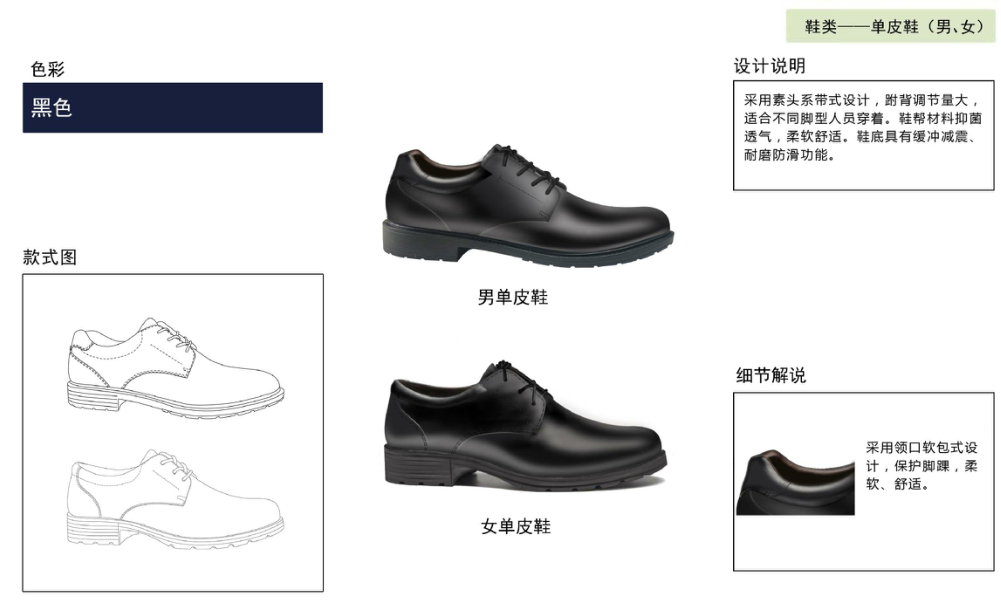 鞋类——单皮鞋（男、女）
色彩
黑色
款式图
男单皮鞋
女单皮鞋
设计说明
采用素头系带式设计，跗背调节量大，
适合不同脚型人员穿着。鞋帮材料抑菌
透气，柔软舒适。鞋底具有缓冲减震、
耐磨防滑功能。
细节解说
采用领口软包式设
计，保护脚踝，柔
软、舒适。